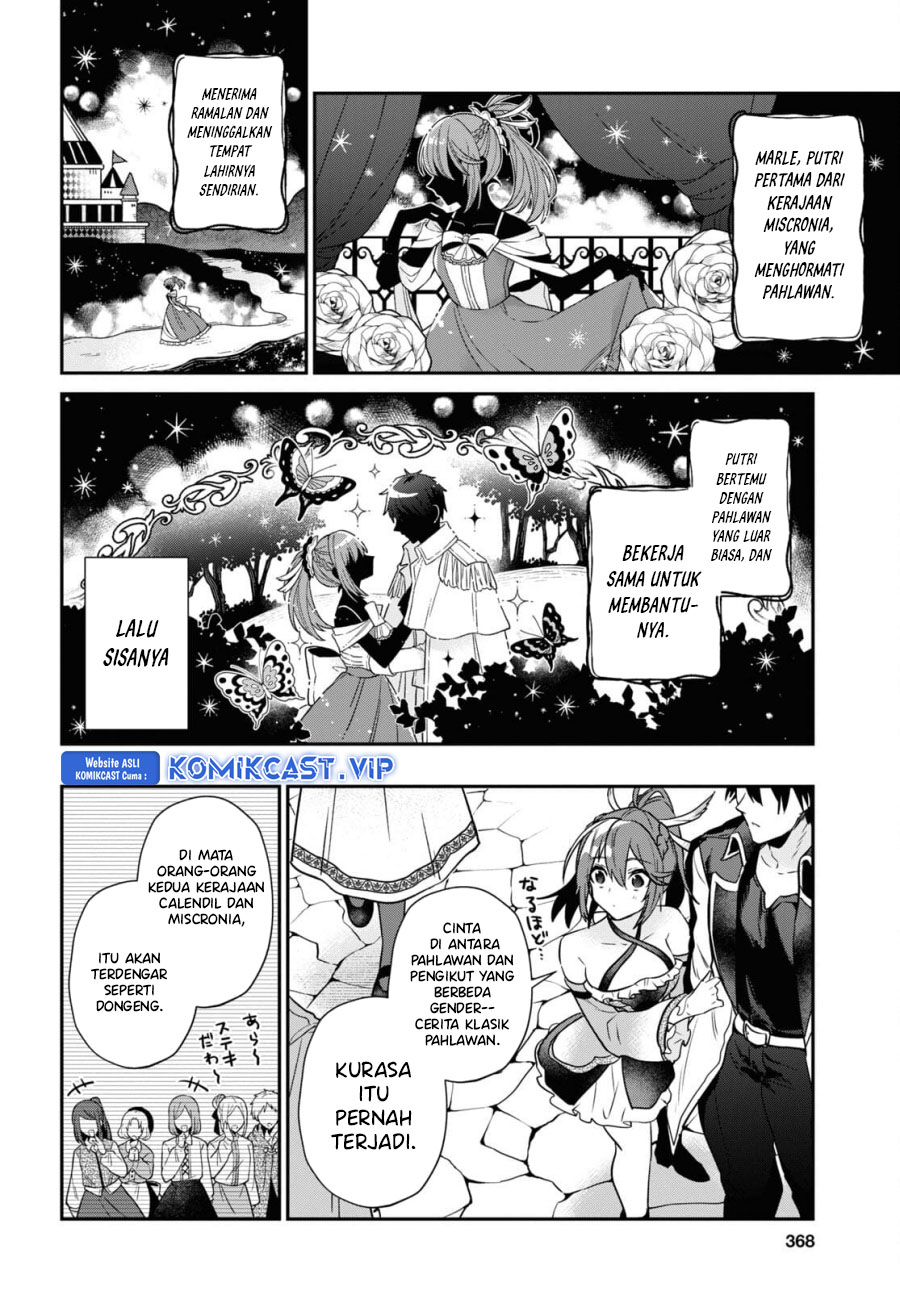 MARLE, PUTRI
PERTAMA DARI
KERAJAAN
MISCRONIA,
YANG
MENGHORMATI
PAHLAWAN.
MENERIMA
RAMALAN DAN
MENINGGALKAN
TEMPAT
LAHIRNYA
SENDIRIAN.
PUTRI
BERTEMU
DENGAN
PAHLAWAN
YANG LUAR
BIASA, DAN
BEKERJA
SAMA UNTUK
MEMBANTU-
NYA.
LALU
SISANYA
Website ASLI
KOMIKCAST Cuma :
KOMIKCAST.VIP
なるほど…
CINTA
DI ANTARA
PAHLAWAN DAN
PENGIKUT YANG
BERBEDA
GENDER--
CERITA KLASIK
PAHLAWAN.
KURASA
ITU
PERNAH
TERJADI.
DI MATA
ORANG-ORANG
KEDUA KERAJAAN
CALENDIL DAN
MISCRONIA,
ITU AKAN
TERDENGAR
SEPERTI
DONGENG.
あら〜
ステキ
だわ〜
368